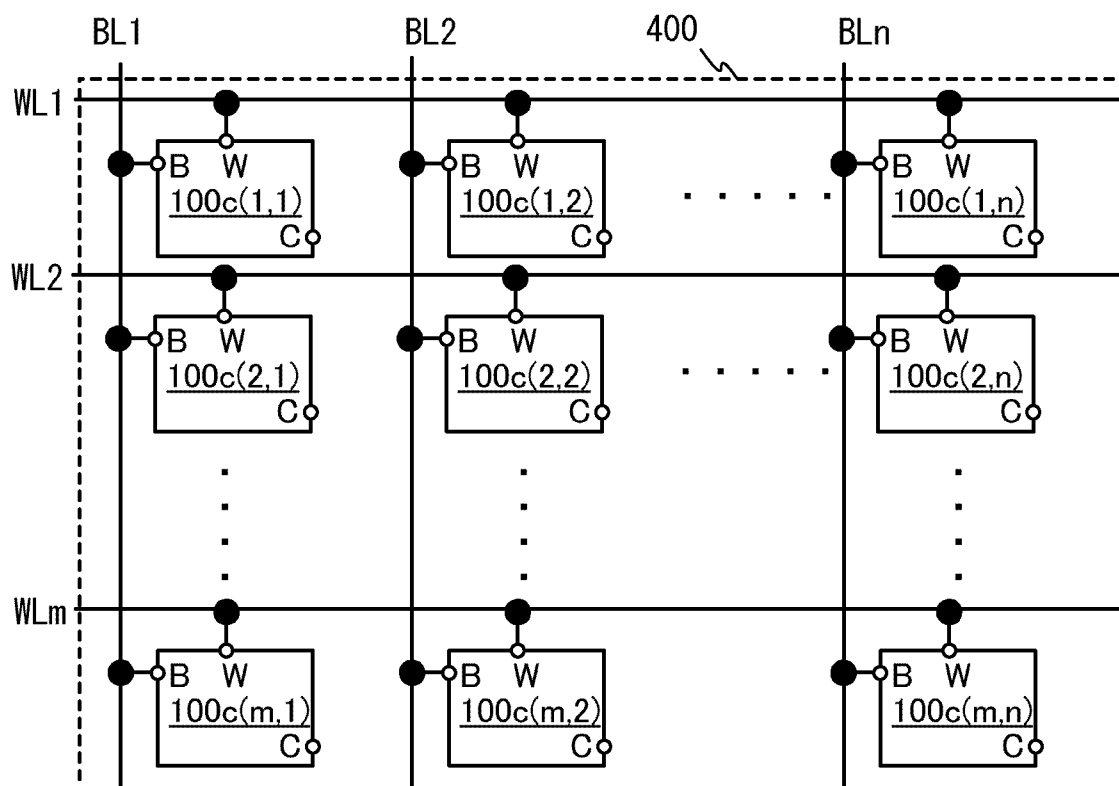 BL1 BL2 400 BLn
WL1
B W B W B W
100c(1,1) 100c(1,2) 100c(1,n)
C C C
WL2
B W B W B W
100c(2,1) 100c(2,2) 100c(2,n)
C C C
WLm
B W B W B W
100c(m,1) 100c(m,2) 100c(m,n)
C C C